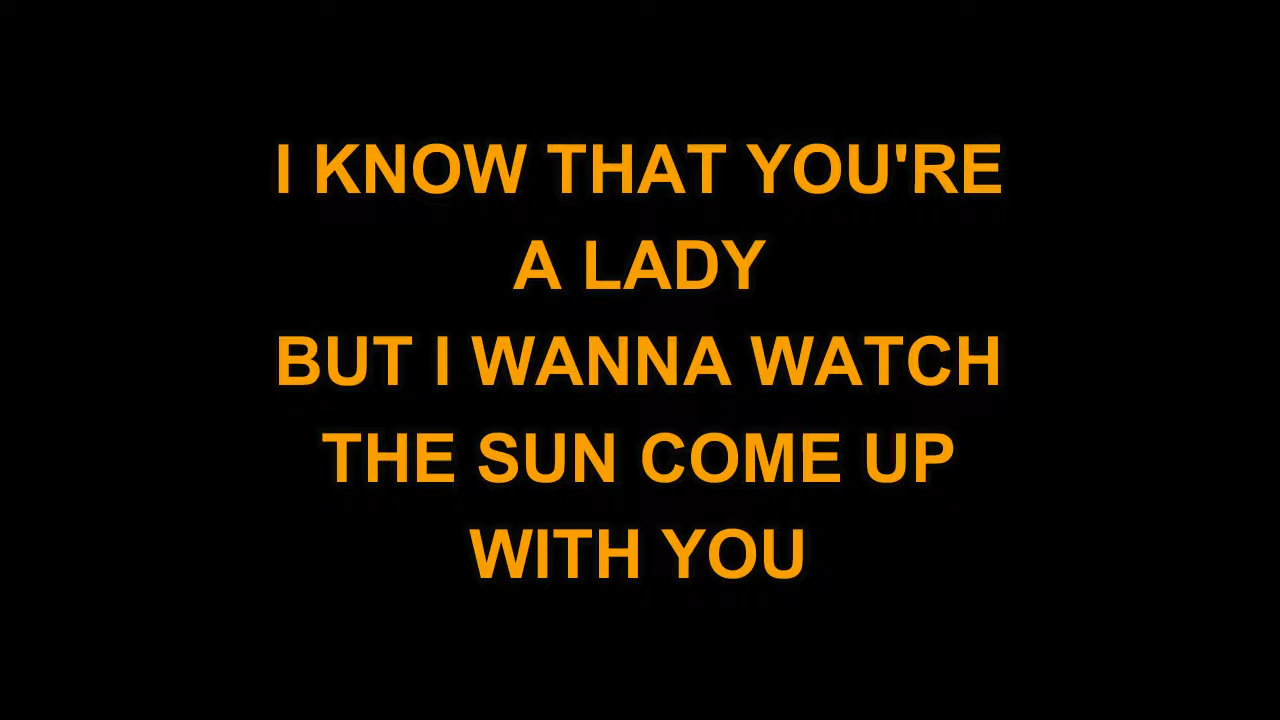 I KNOW THAT YOU'RE
A LADY
BUT I WANNA WATCH
THE SUN COME UP
WITH YOU